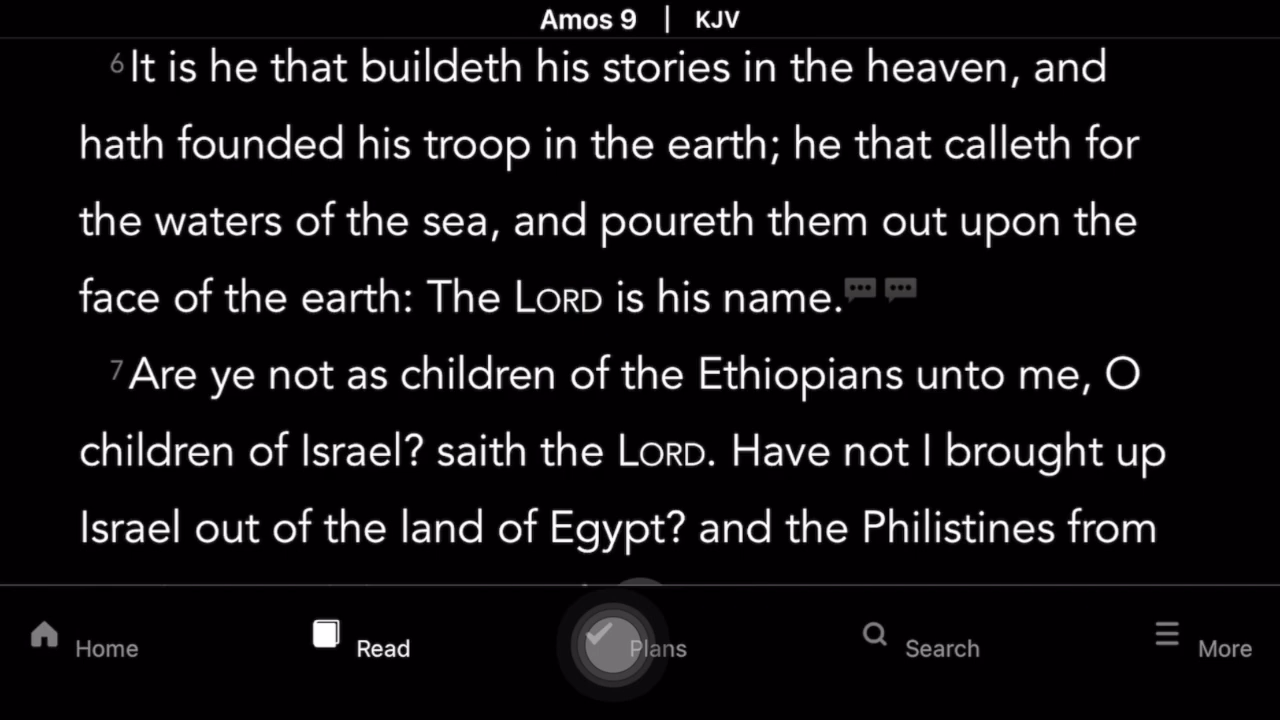 Amos 9 | KJV
6 It is he that buildeth his stories in the heaven, and
hath founded his troop in the earth; he that calleth for
the waters of the sea, and poureth them out upon the
face of the earth: The LORD is his name.
7 Are ye not as children of the Ethiopians unto me, O
children of Israel? saith the LORD. Have not I brought up
Israel out of the land of Egypt? and the Philistines from
Home Read Plans Search More